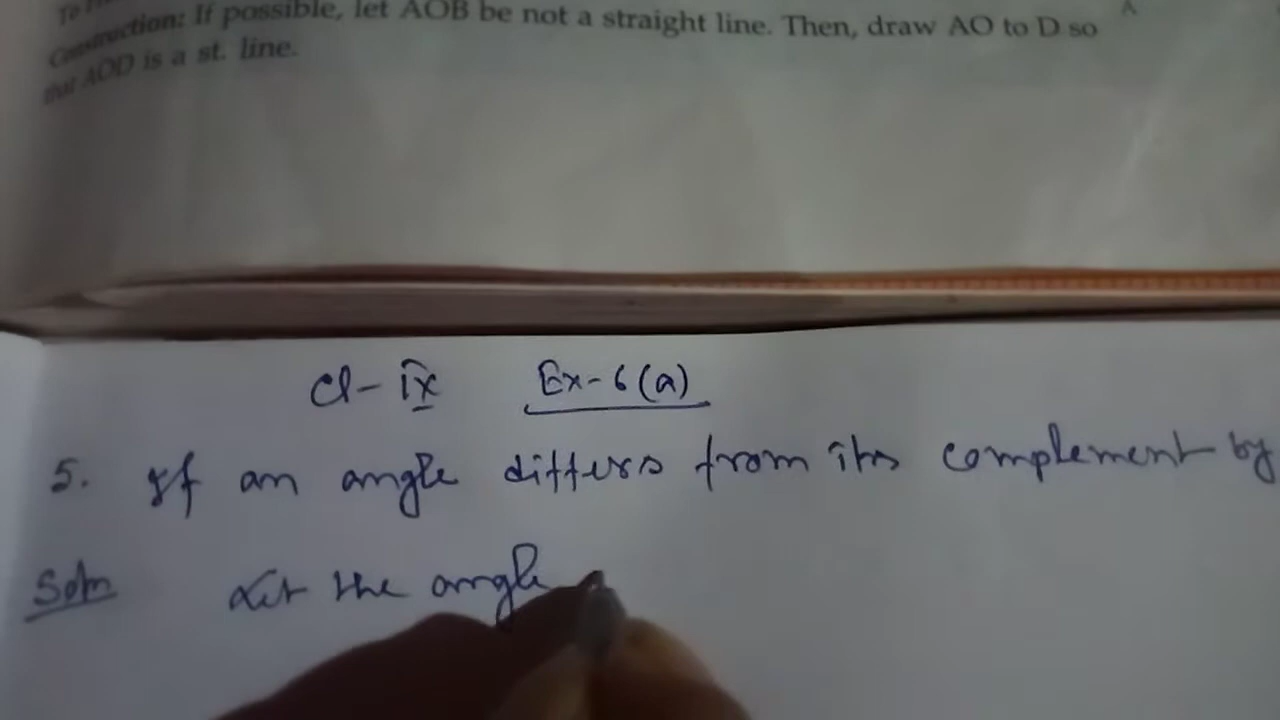 Construction: If possible, let AOB be not a straight line. Then, draw AO to D so
that AOD is a st. line.
A
Cl-IX Ex-6(a)
5. If an angle differs from its complement by
Soln Let the angle